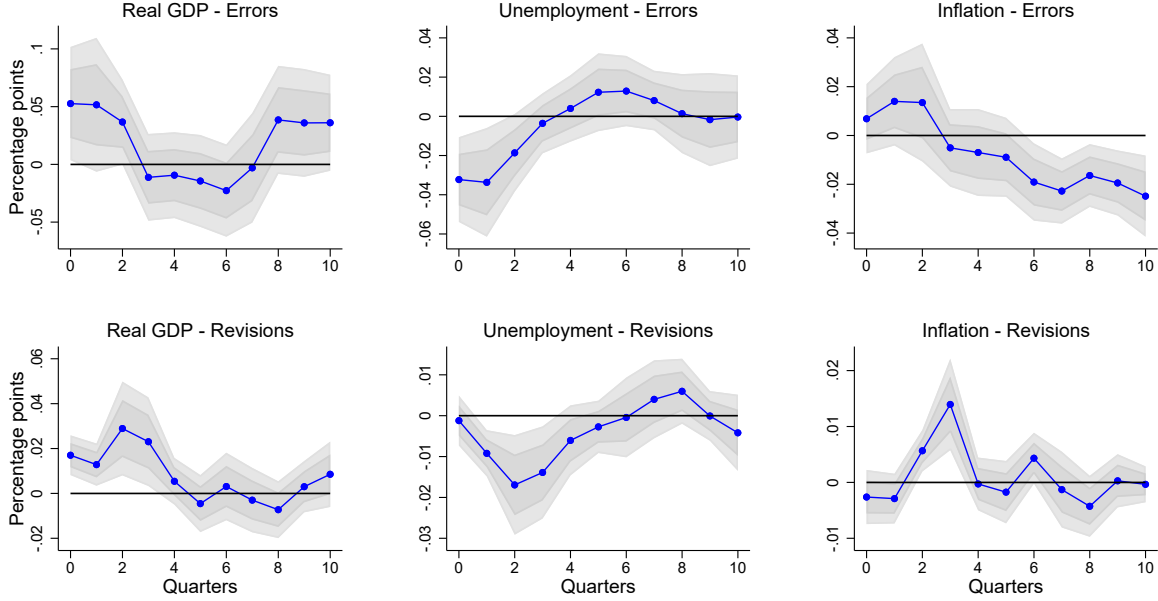 Real GDP - Errors
Percentage points
.1
.05
0
-.05
0 2 4 6 8 10
Unemployment - Errors
.04
.02
0
-.02
-.04
-.06
0 2 4 6 8 10
Inflation - Errors
.04
.02
0
-.02
-.04
0 2 4 6 8 10
Real GDP - Revisions
Percentage points
.06
.04
.02
0
-.02
0 2 4 6 8 10
Quarters
Unemployment - Revisions
.01
0
-.01
-.02
-.03
0 2 4 6 8 10
Quarters
Inflation - Revisions
.02
.01
0
-.01
0 2 4 6 8 10
Quarters